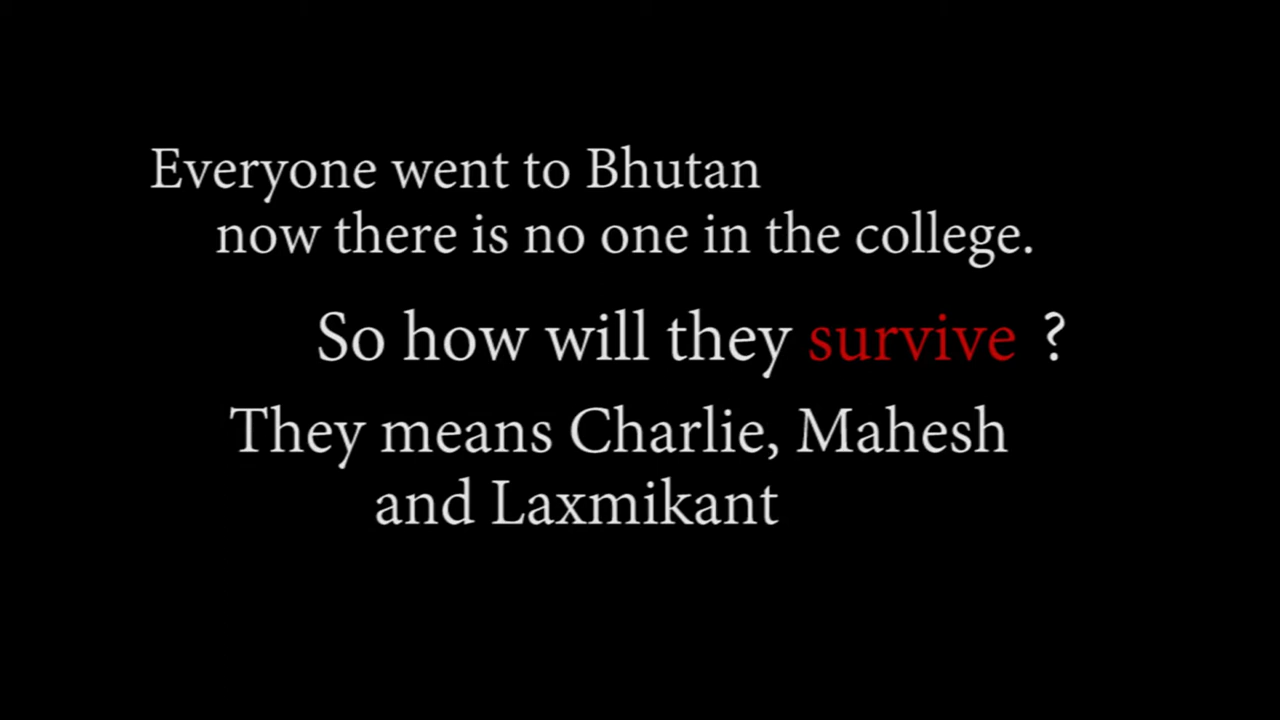 Everyone went to Bhutan
now there is no one in the college.
So how will they survive ?
They means Charlie, Mahesh
and Laxmikant